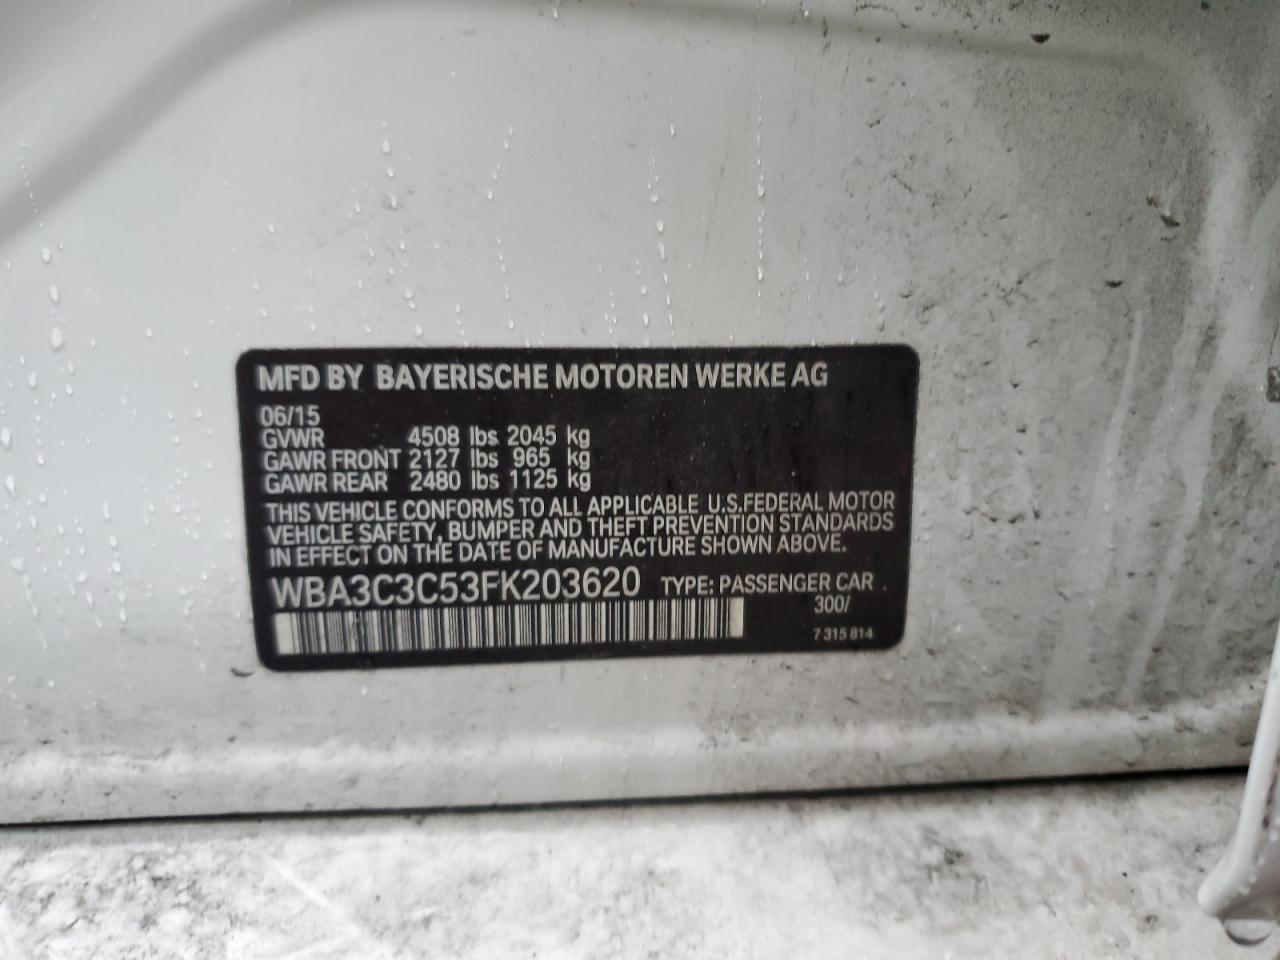 MFD BY BAYERISCHE MOTOREN WERKE AG
06/15
GVWR 4508 lbs 2045 kg
GAWR FRONT 2127 lbs 965 kg
GAWR REAR 2480 lbs 1125 kg
THIS VEHICLE CONFORMS TO ALL APPLICABLE U.S.FEDERAL MOTOR
VEHICLE SAFETY, BUMPER AND THEFT PREVENTION STANDARDS
IN EFFECT ON THE DATE OF MANUFACTURE SHOWN ABOVE.
WBA3C3C53FK203620 TYPE: PASSENGER CAR
300/
7 315 814